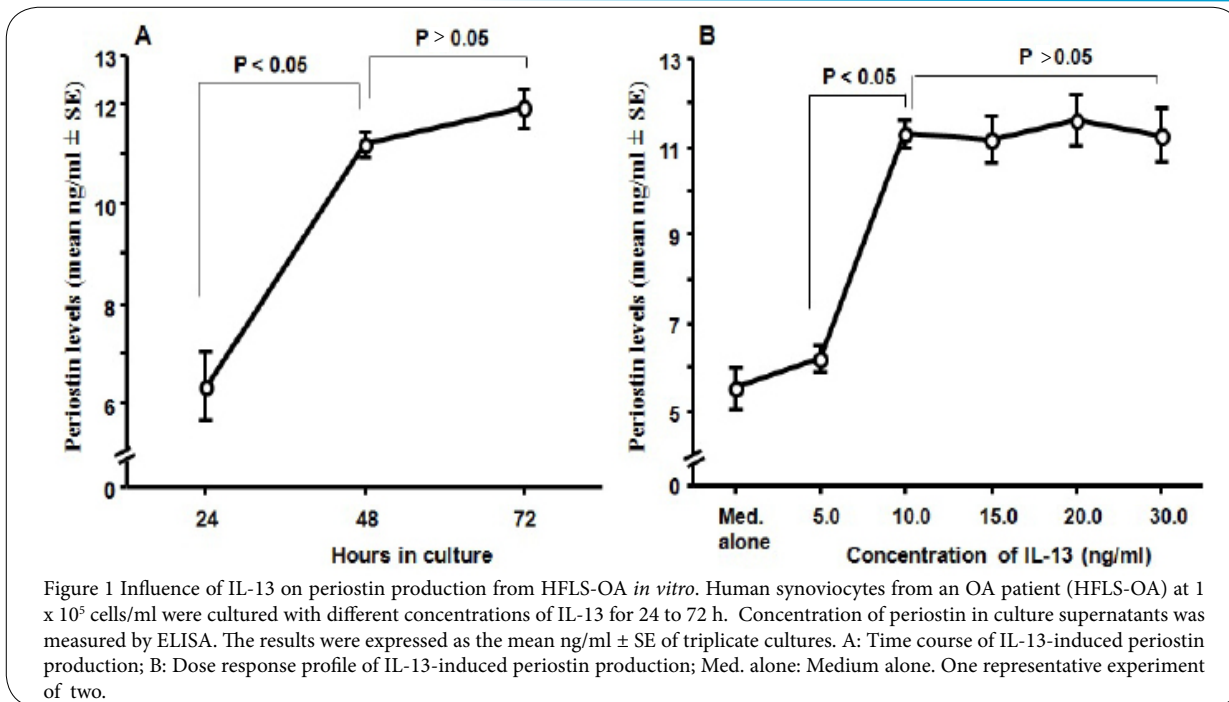 A
P < 0.05
P > 0.05
13
12
10
8
6
0
Periostin levels (mean ng/ml ± SE)
24 48 72
Hours in culture
B
P < 0.05
P >0.05
13
11
9
7
5
0
Periostin levels (mean ng/ml ± SE)
Med. alone 5.0 10.0 15.0 20.0 30.0
Concentration of IL-13 (ng/ml)
Figure 1 Influence of IL-13 on periostin production from HFLS-OA in vitro. Human synoviocytes from an OA patient (HFLS-OA) at 1
x 10⁵ cells/ml were cultured with different concentrations of IL-13 for 24 to 72 h. Concentration of periostin in culture supernatants was
measured by ELISA. The results were expressed as the mean ng/ml ± SE of triplicate cultures. A: Time course of IL-13-induced periostin
production; B: Dose response profile of IL-13-induced periostin production; Med. alone: Medium alone. One representative experiment
of two.